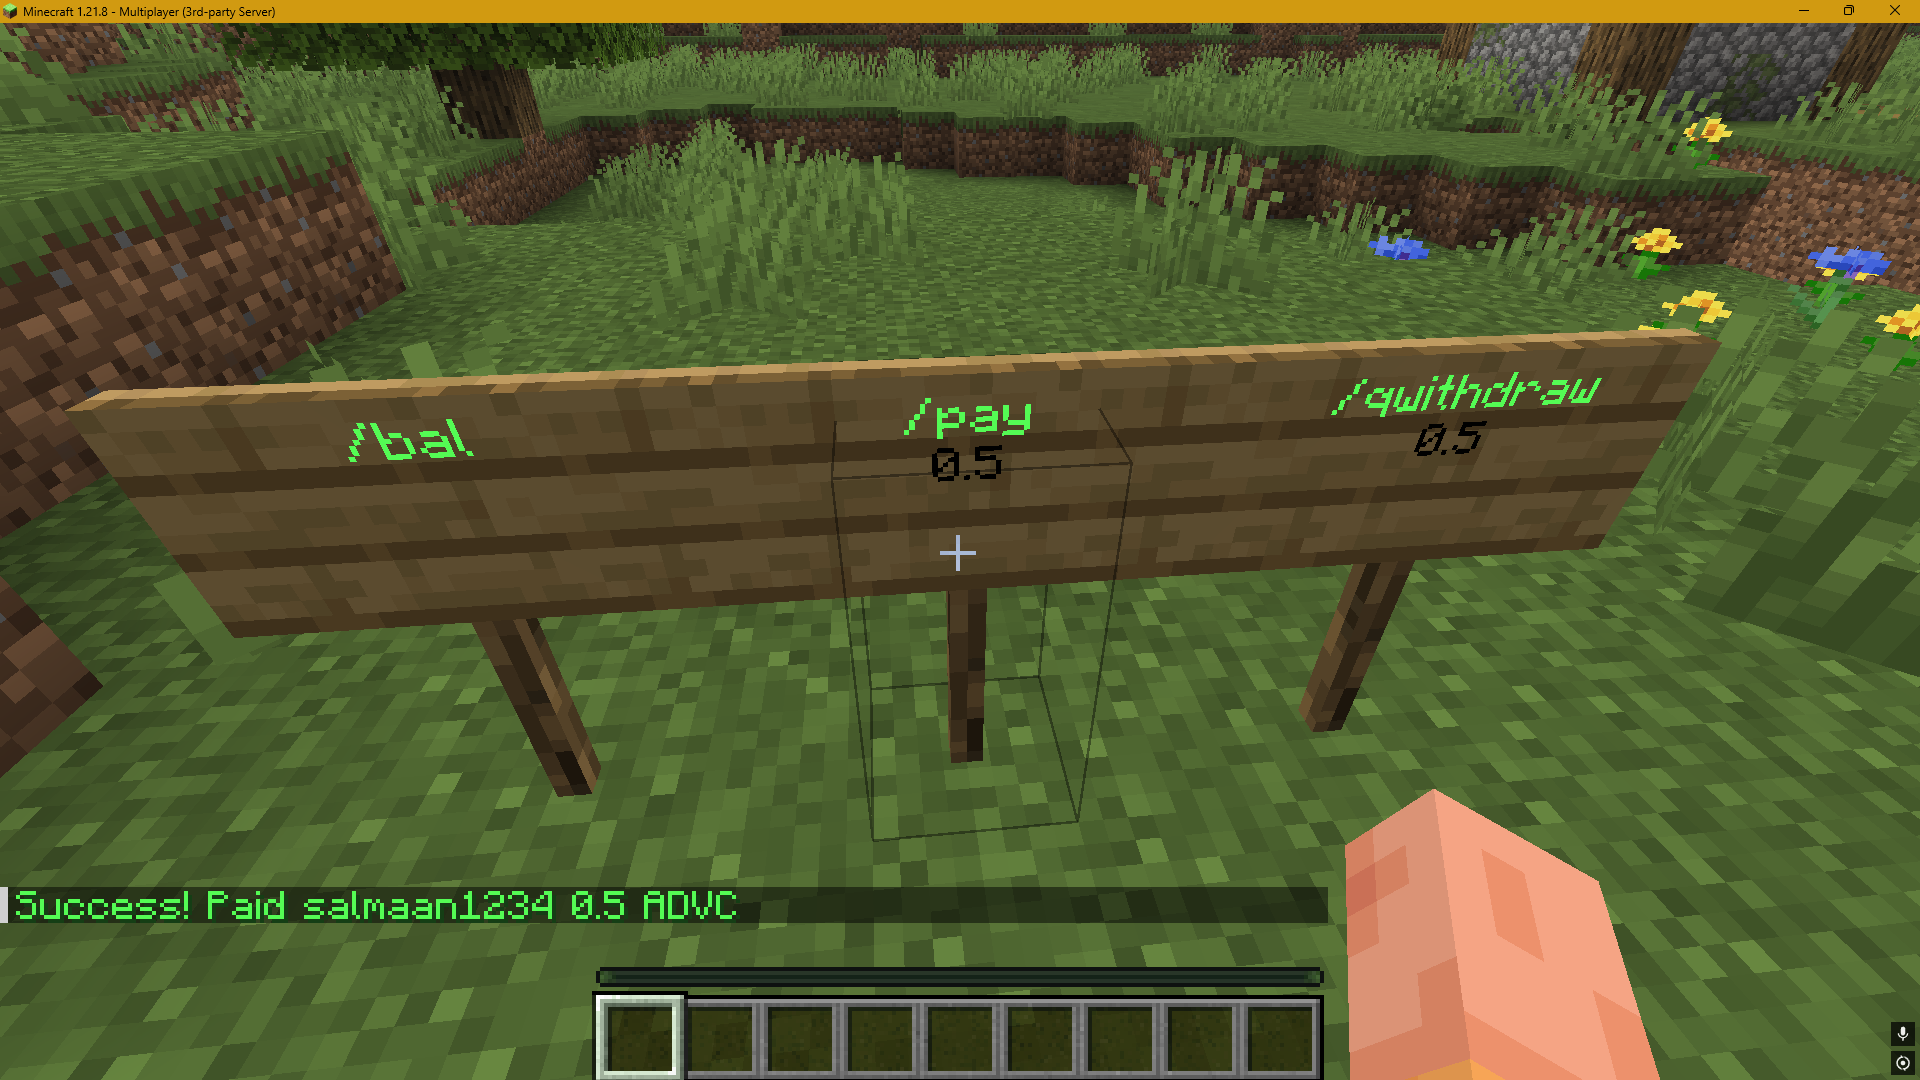 Minecraft 1.21.8 - Multiplayer (3rd-party Server)
/bal
/pay
0.5
/qwithdraw
0.5
Success! Paid salmaan1234 0.5 ADVC